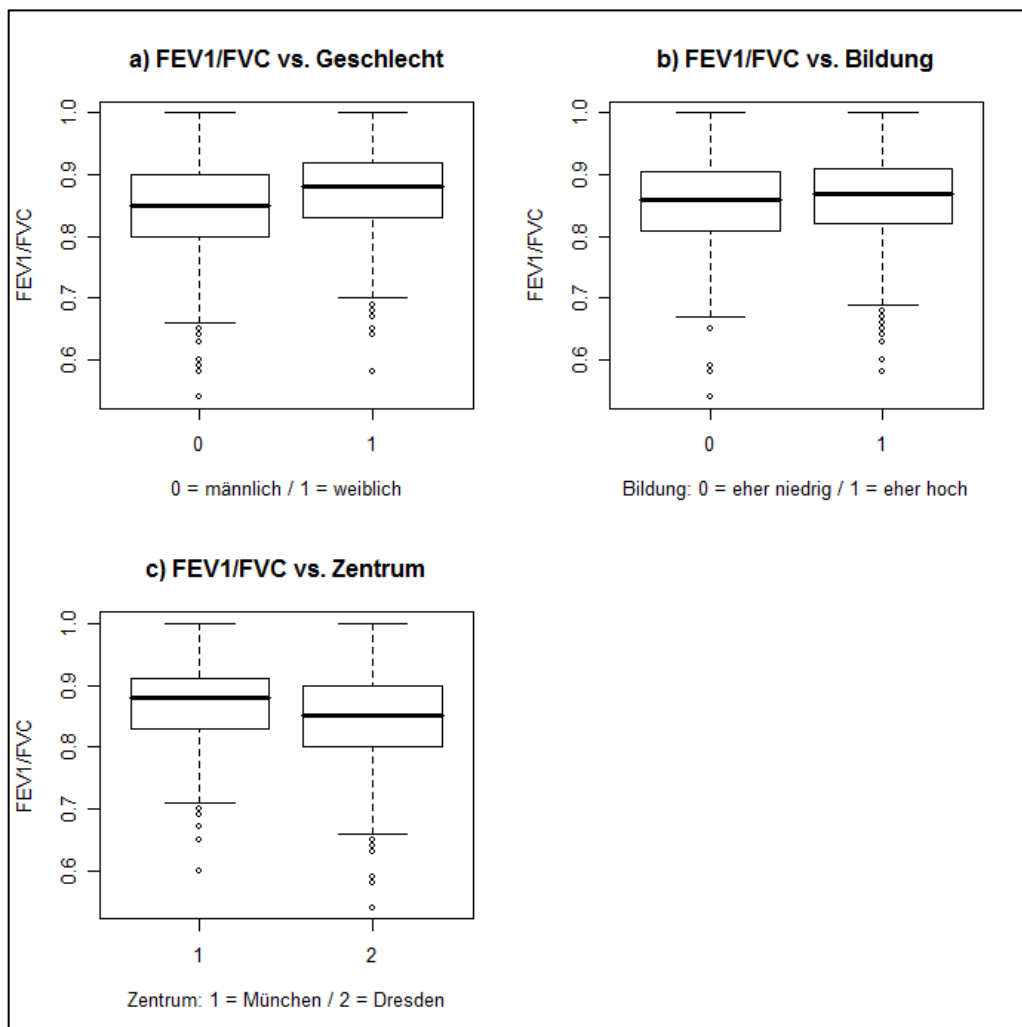 a) FEV1/FVC vs. Geschlecht
FEV1/FVC
1.0
0.9
0.8
0.7
0.6
0 1
0 = männlich / 1 = weiblich
b) FEV1/FVC vs. Bildung
FEV1/FVC
1.0
0.9
0.8
0.7
0.6
0 1
Bildung: 0 = eher niedrig / 1 = eher hoch
c) FEV1/FVC vs. Zentrum
FEV1/FVC
1.0
0.9
0.8
0.7
0.6
1 2
Zentrum: 1 = München / 2 = Dresden